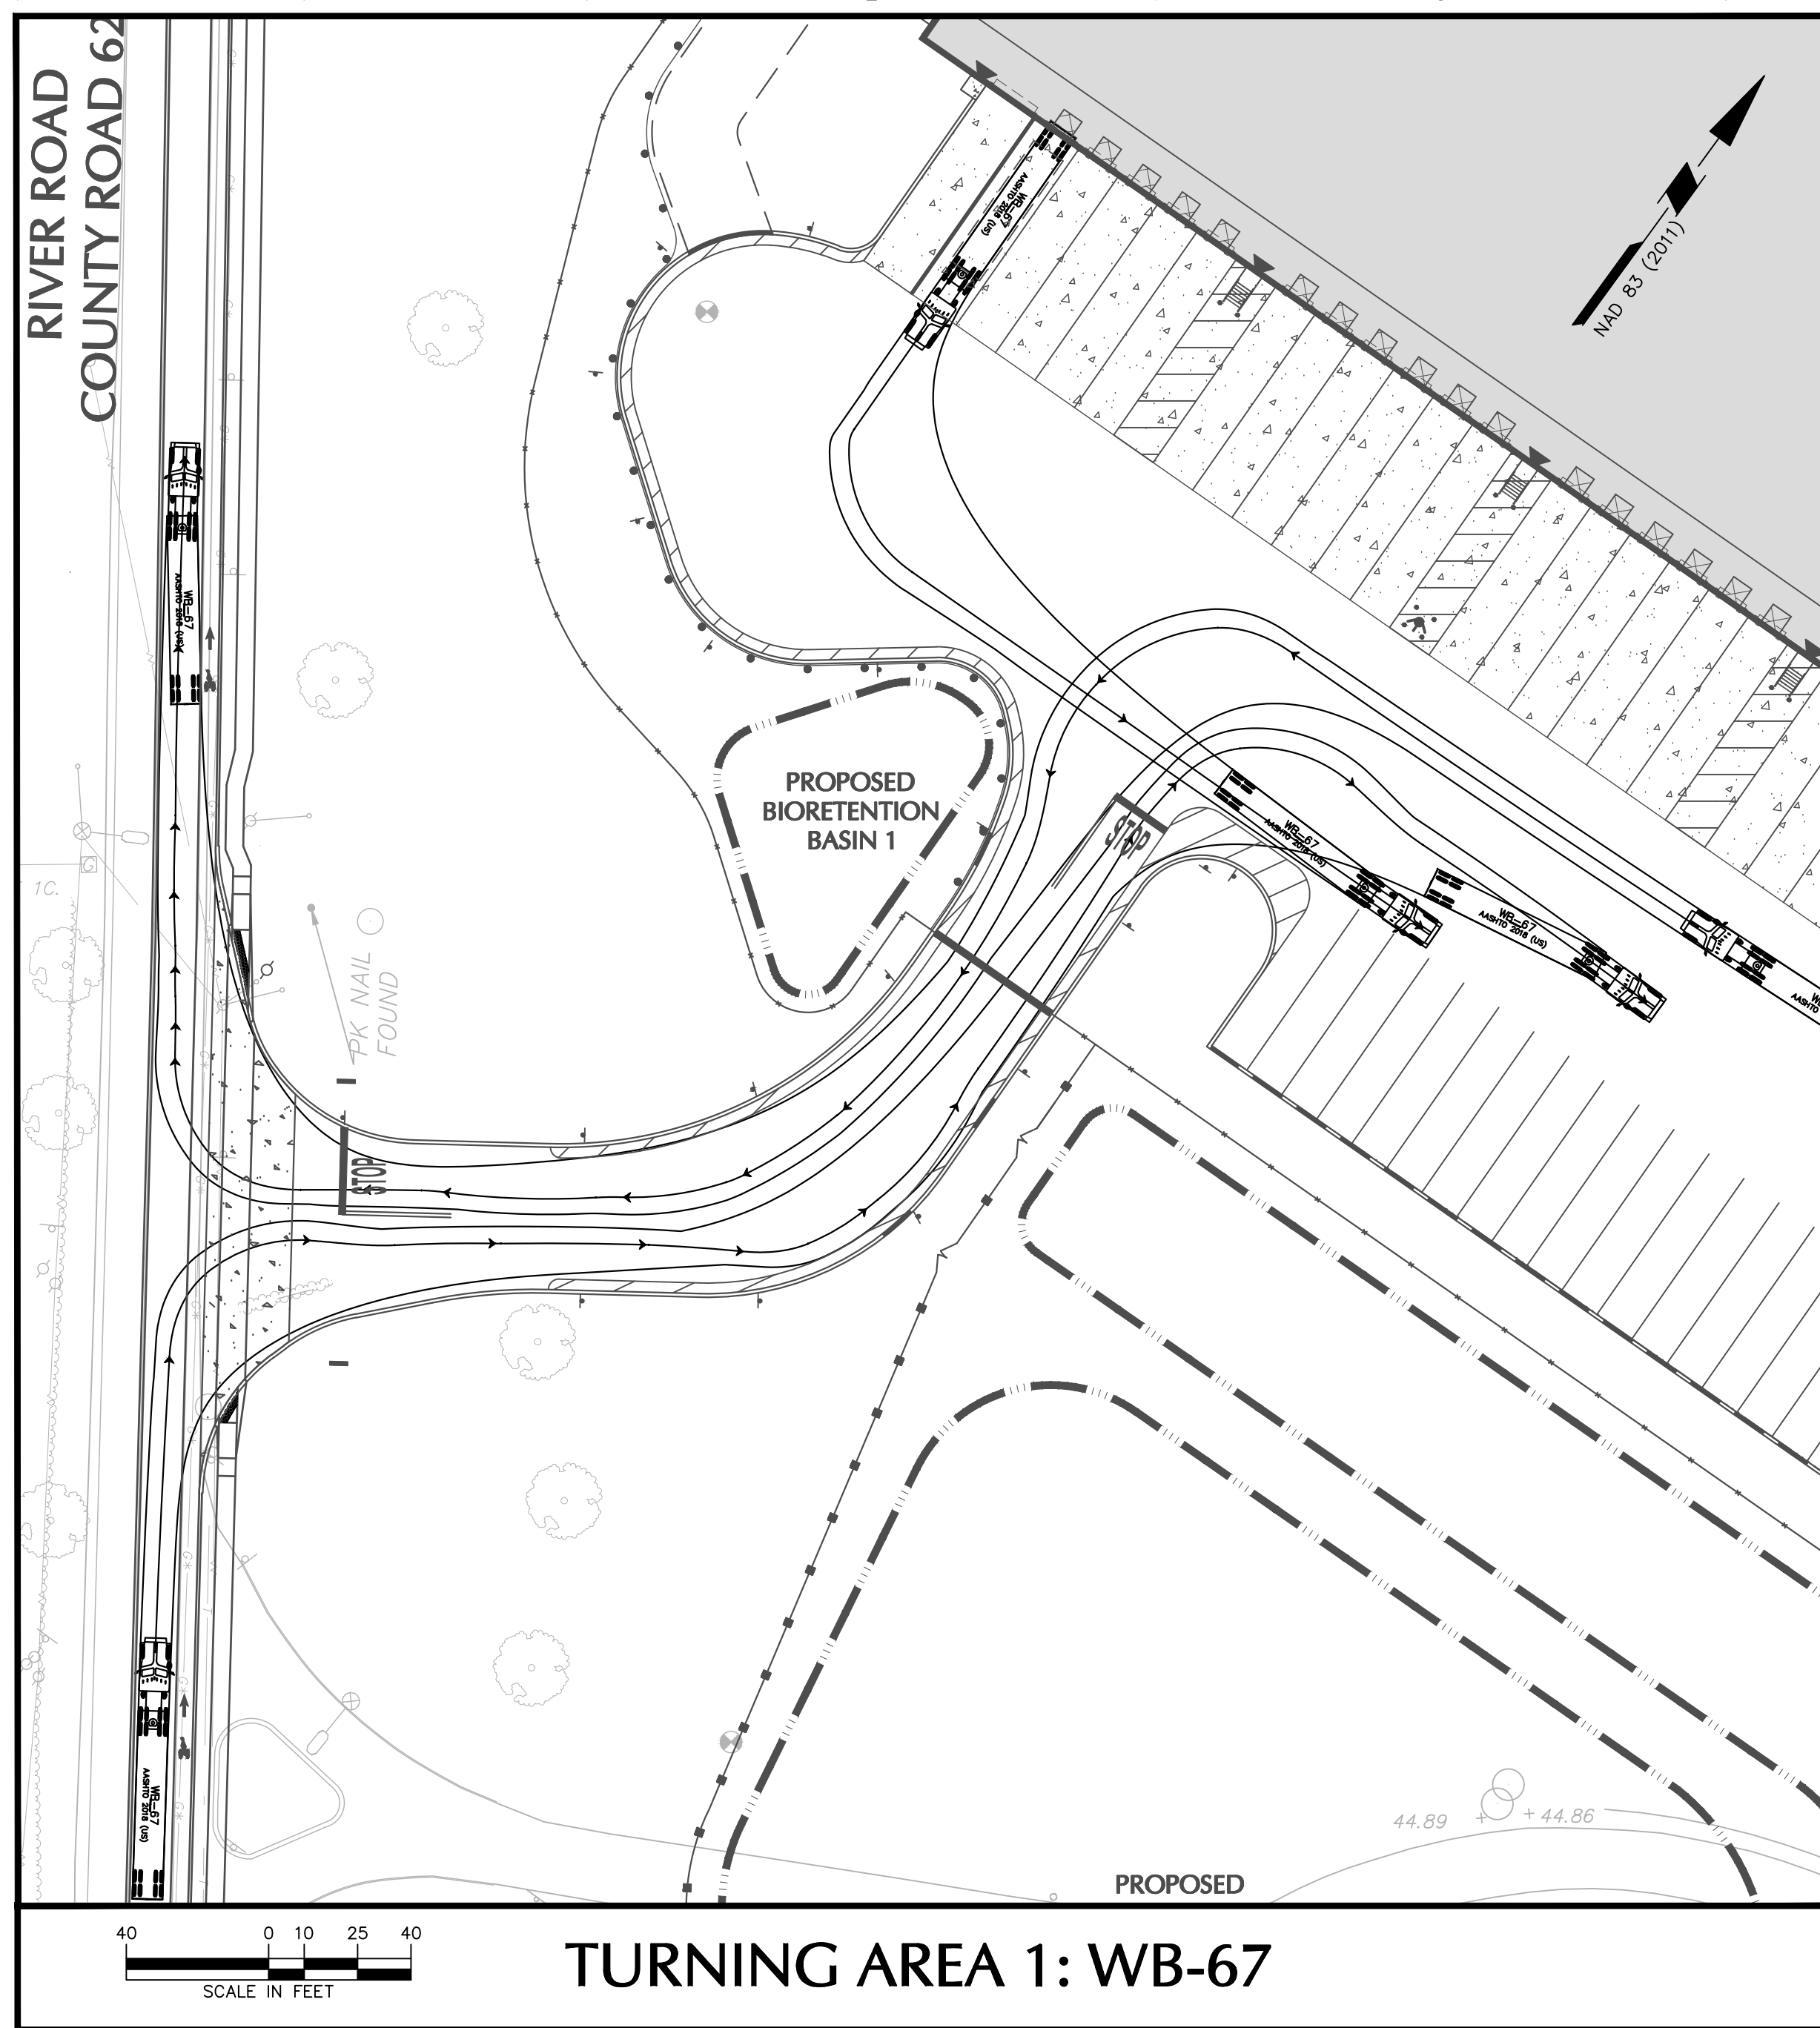 RIVER ROAD
COUNTY ROAD 62
NAD 83 (2011)
WB-67
AASHTO 2018 (US)
WB-67
AASHTO 2018 (US)
PROPOSED
BIORETENTION
BASIN 1
STOP
WB-67
AASHTO 2018 (US)
WB-67
AASHTO 2018 (US)
AASHTO
1C.
PK NAIL
FOUND
STOP
WB-67
AASHTO 2018 (US)
44.89
+ 44.86
PROPOSED
40 0 10 25 40
SCALE IN FEET
TURNING AREA 1: WB-67